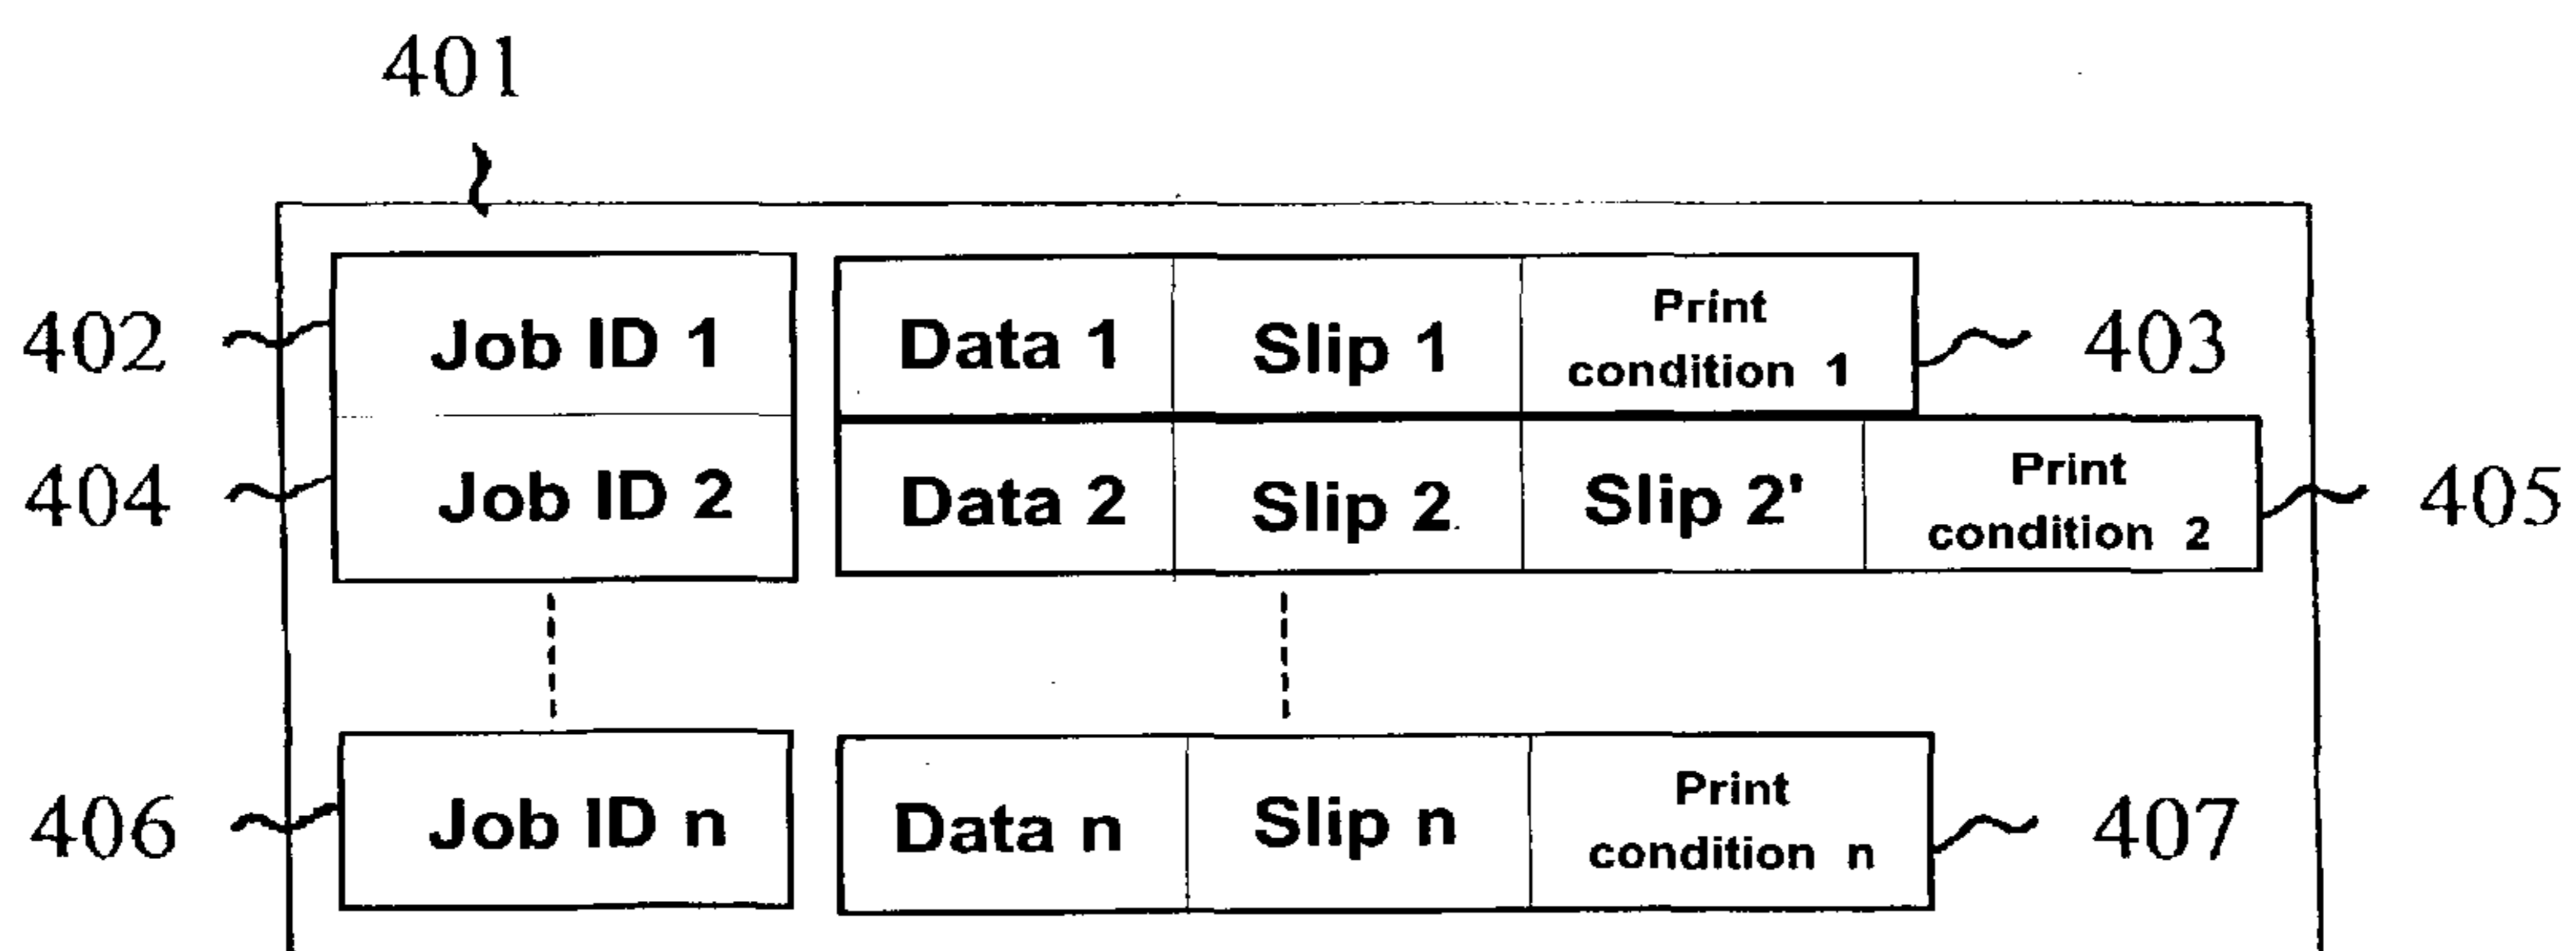 401
402 Job ID 1 Data 1 Slip 1 Print condition 1 403
404 Job ID 2 Data 2 Slip 2 Slip 2' Print condition 2 405
406 Job ID n Data n Slip n Print condition n 407